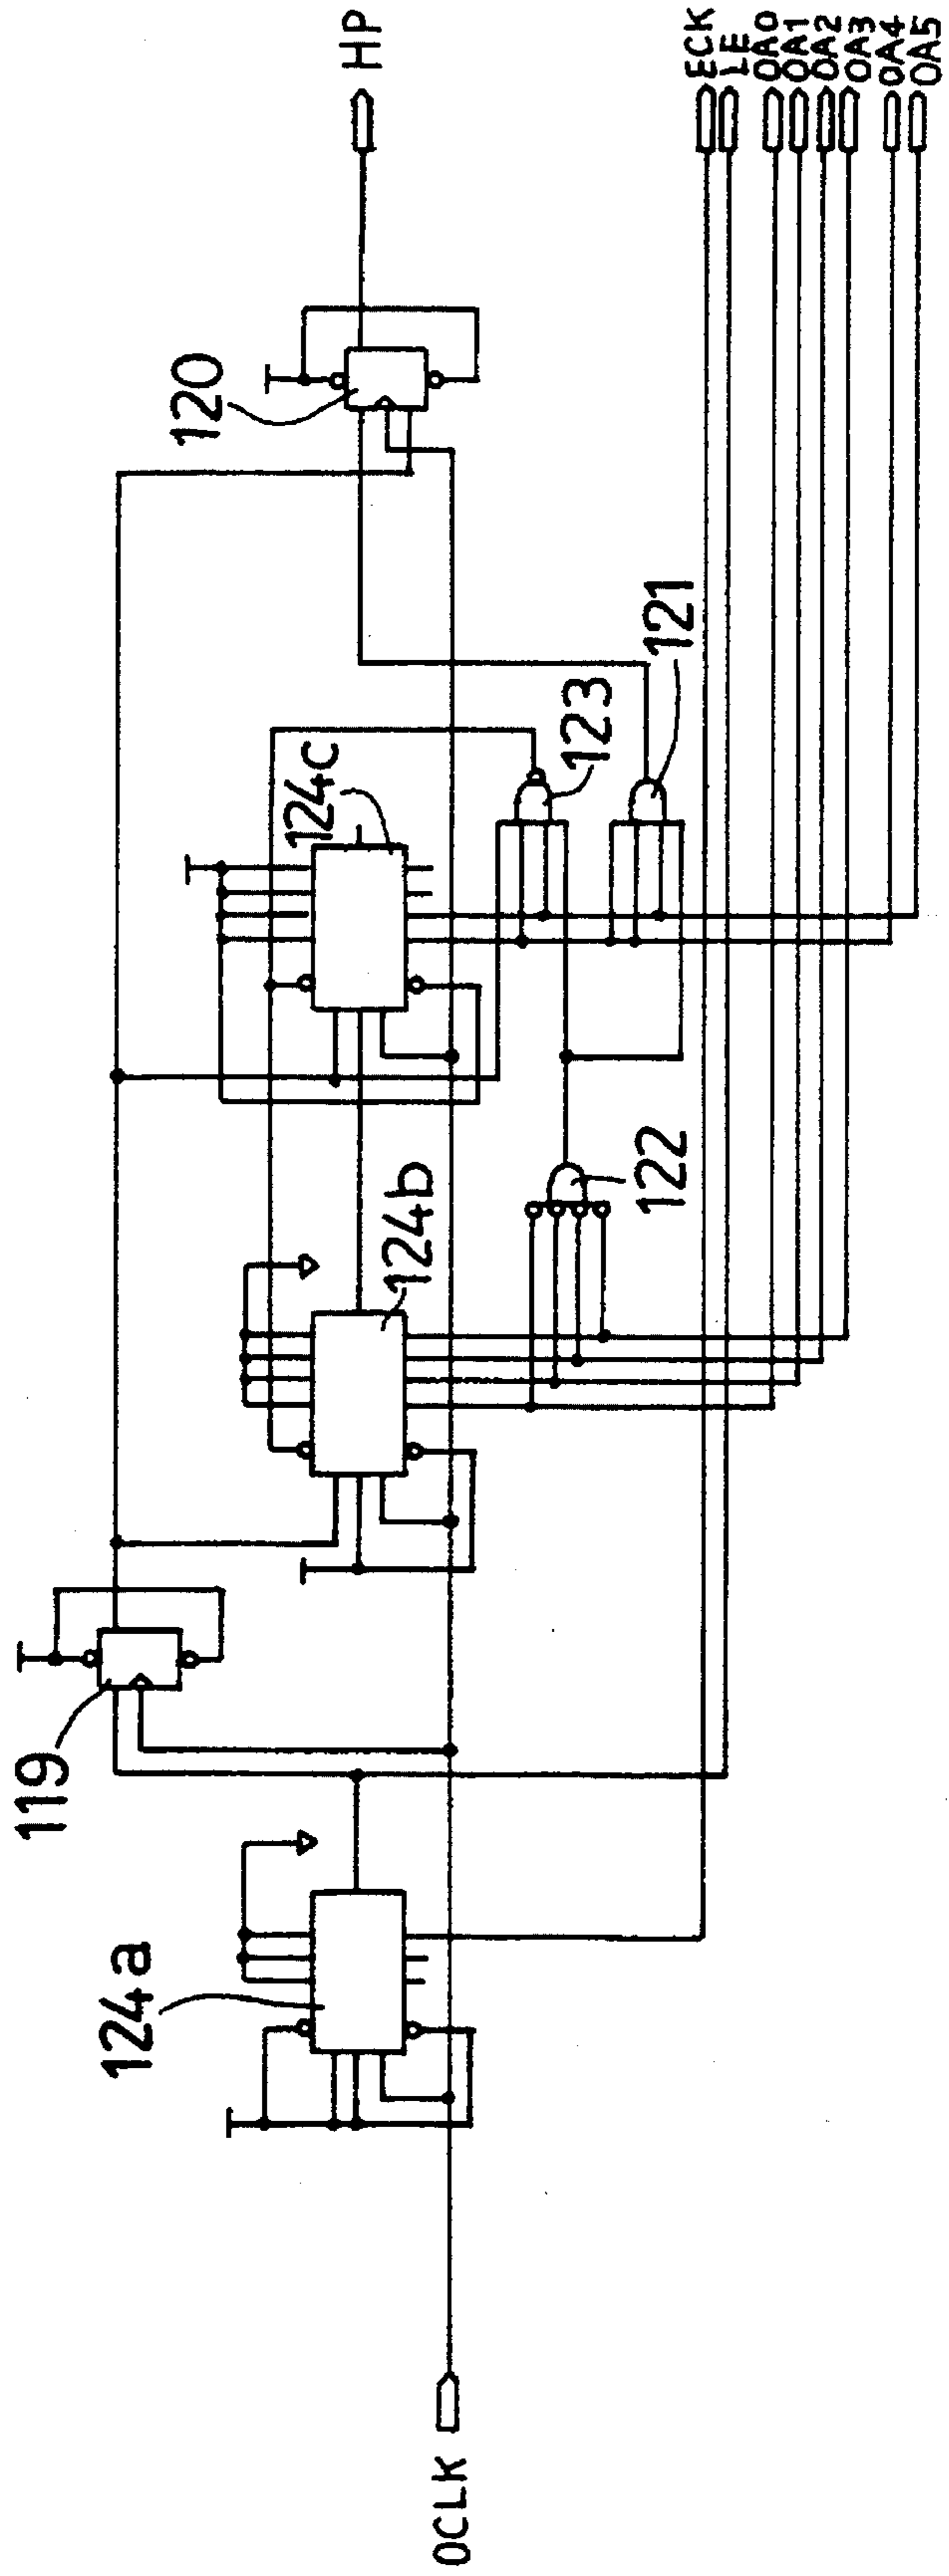 HP
ECK
LE
OA0
OA1
OA2
OA3
OA4
OA5
120
124c
123
121
124b
122
119
124a
OCLK